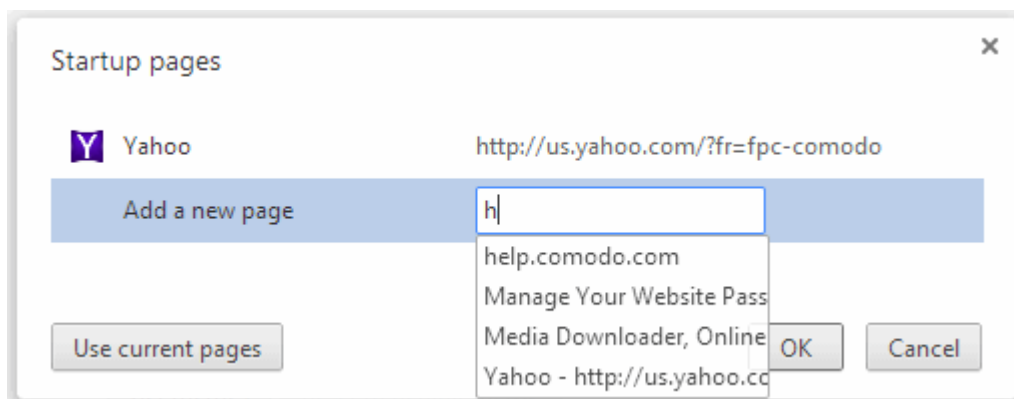 Startup pages
Yahoo http://us.yahoo.com/?fr=fpc-comodo
Add a new page h
help.comodo.com
Manage Your Website Pass
Media Downloader, Online
Yahoo - http://us.yahoo.co
Use current pages OK Cancel